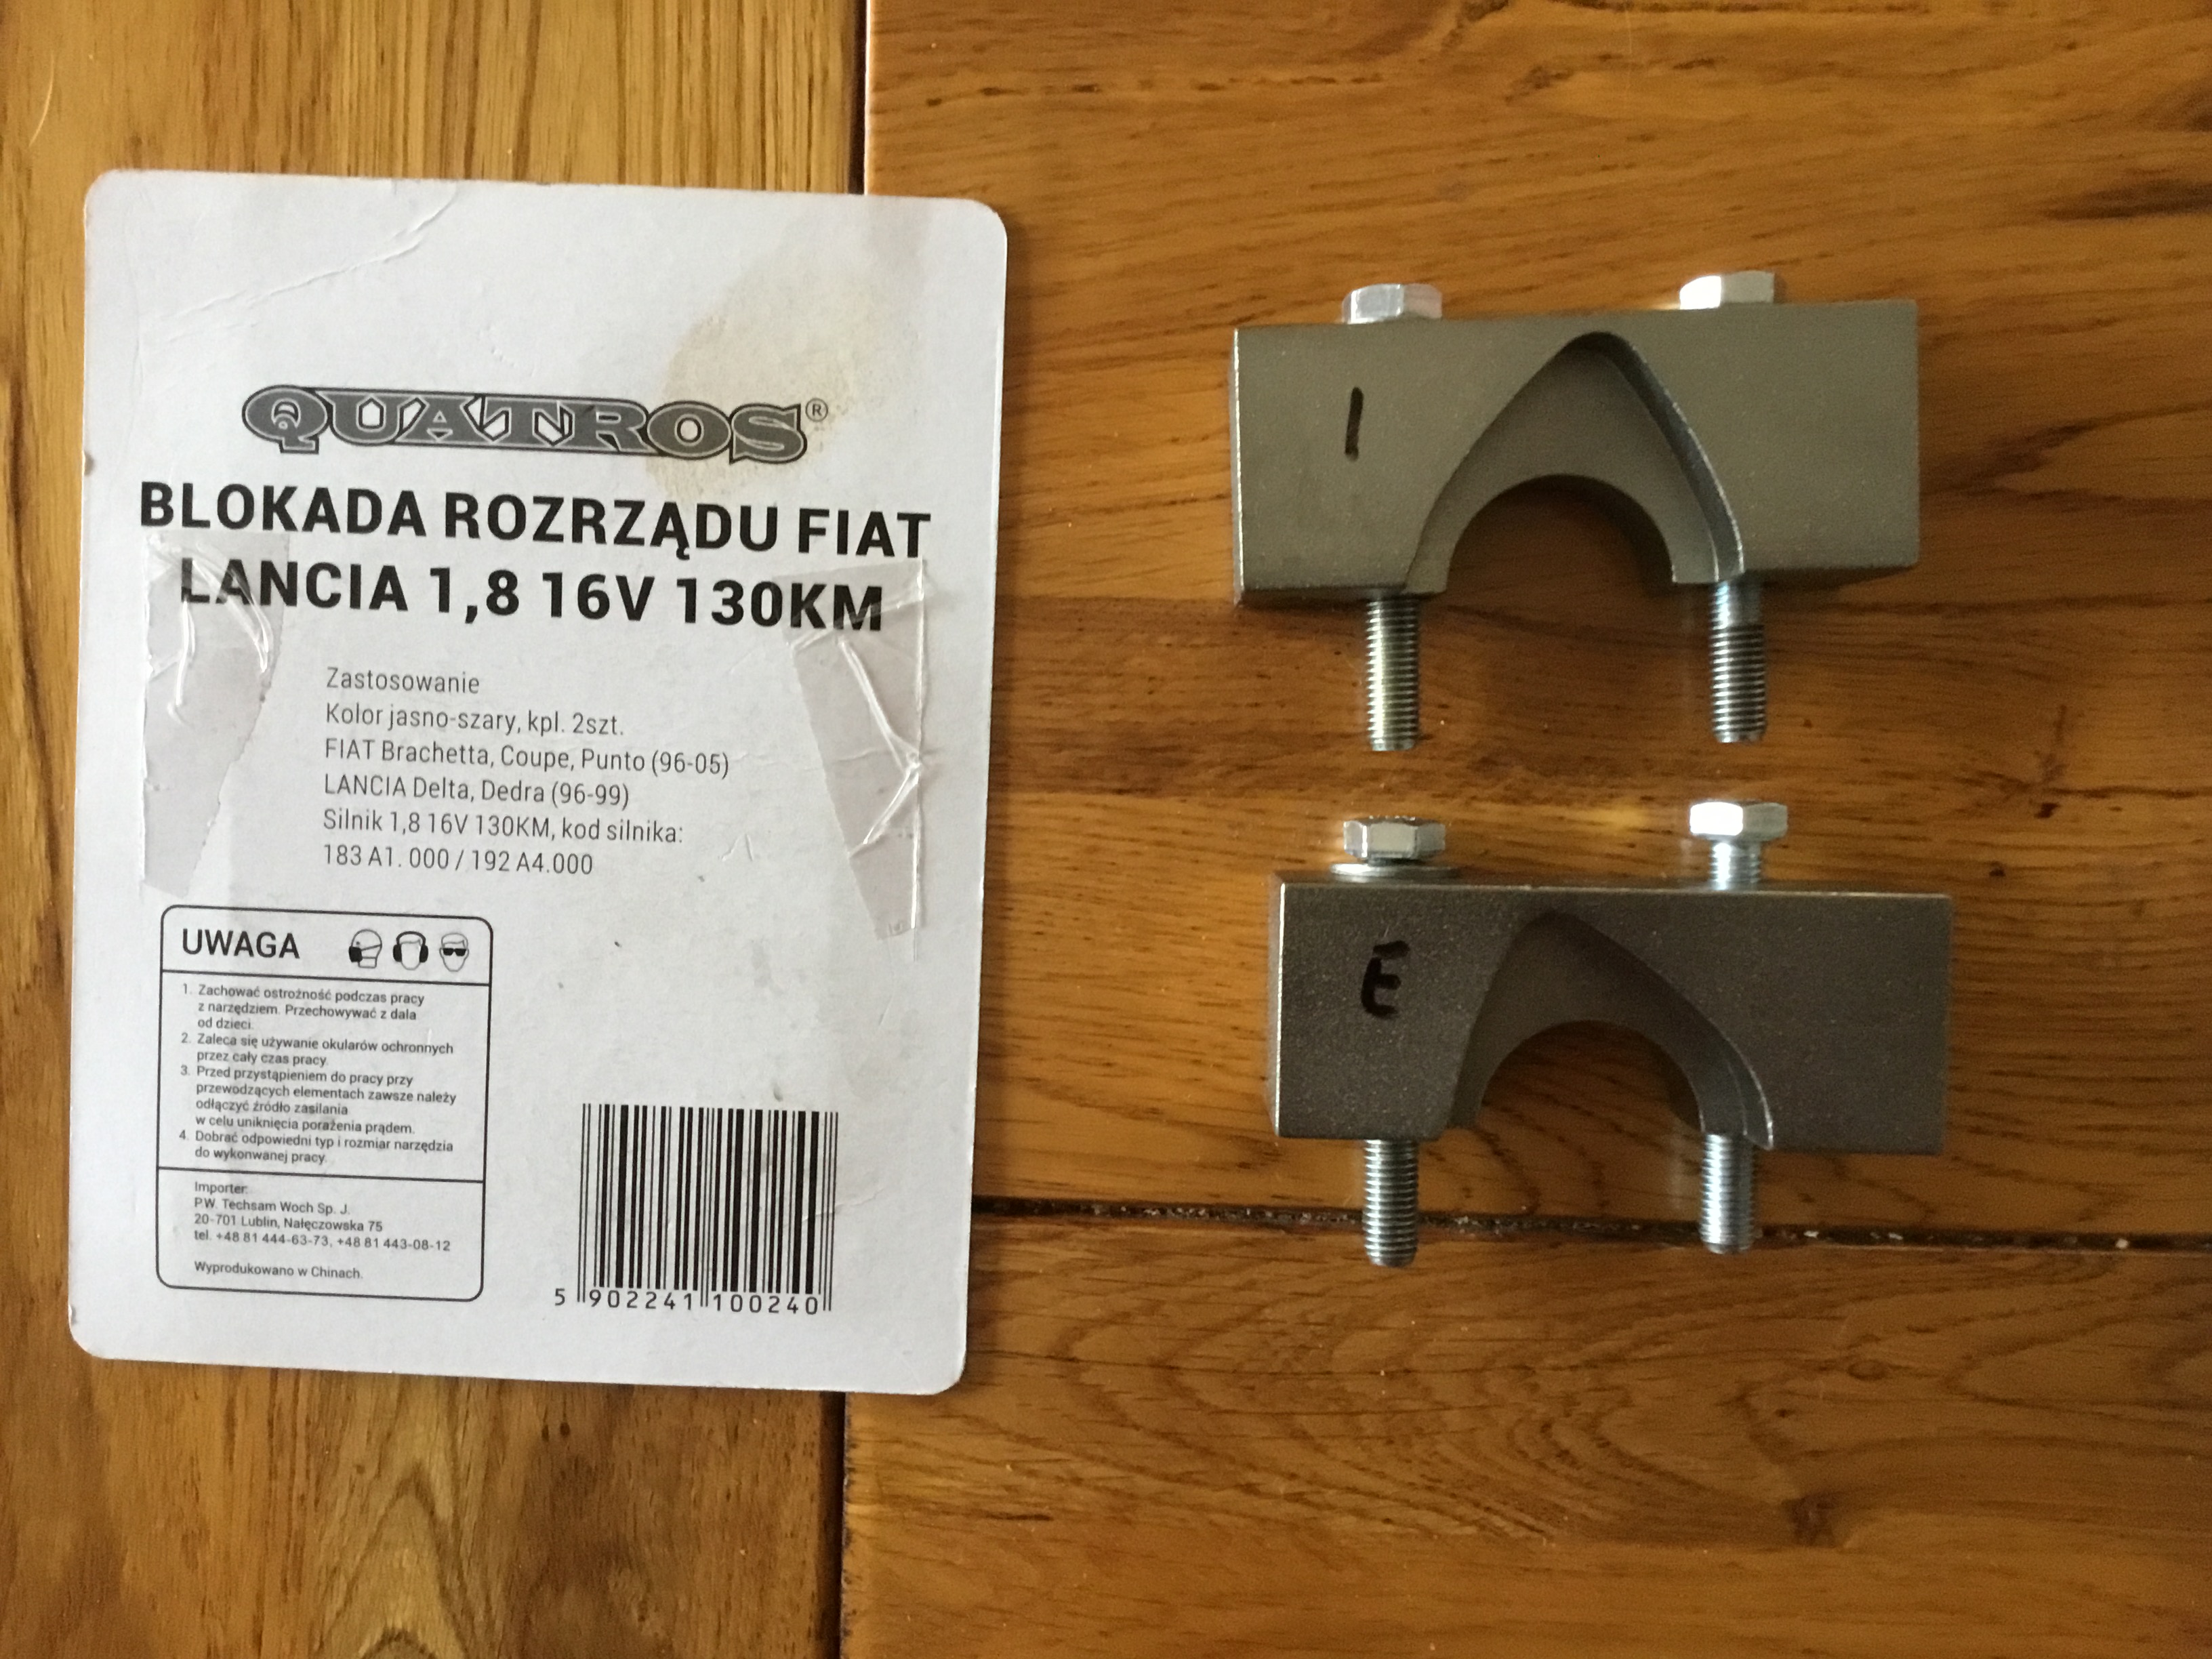 QUATROS®
BLOKADA ROZRZĄDU FIAT
LANCIA 1,8 16V 130KM
Zastosowanie
Kolor jasno-szary, kpl. 2szt.
FIAT Brachetta, Coupe, Punto (96-05)
LANCIA Delta, Dedra (96-99)
Silnik 1,8 16V 130KM, kod silnika:
183 A1. 000 / 192 A4.000
UWAGA
1. Zachować ostrożność podczas pracy
z narzędziem. Przechowywać z dala
od dzieci.
2. Zaleca się używanie okularów ochronnych
przez cały czas pracy.
3. Przed przystąpieniem do pracy przy
przewodzących elementach zawsze należy
odłączyć źródło zasilania
w celu uniknięcia porażenia prądem.
4. Dobrać odpowiedni typ i rozmiar narzędzia
do wykonwanej pracy.
Importer:
P.W. Techsam Woch Sp. J.
20-701 Lublin, Nałęczowska 75
tel. +48 81 444-63-73, +48 81 443-08-12
Wyprodukowano w Chinach.
5 902241 100240
I
E